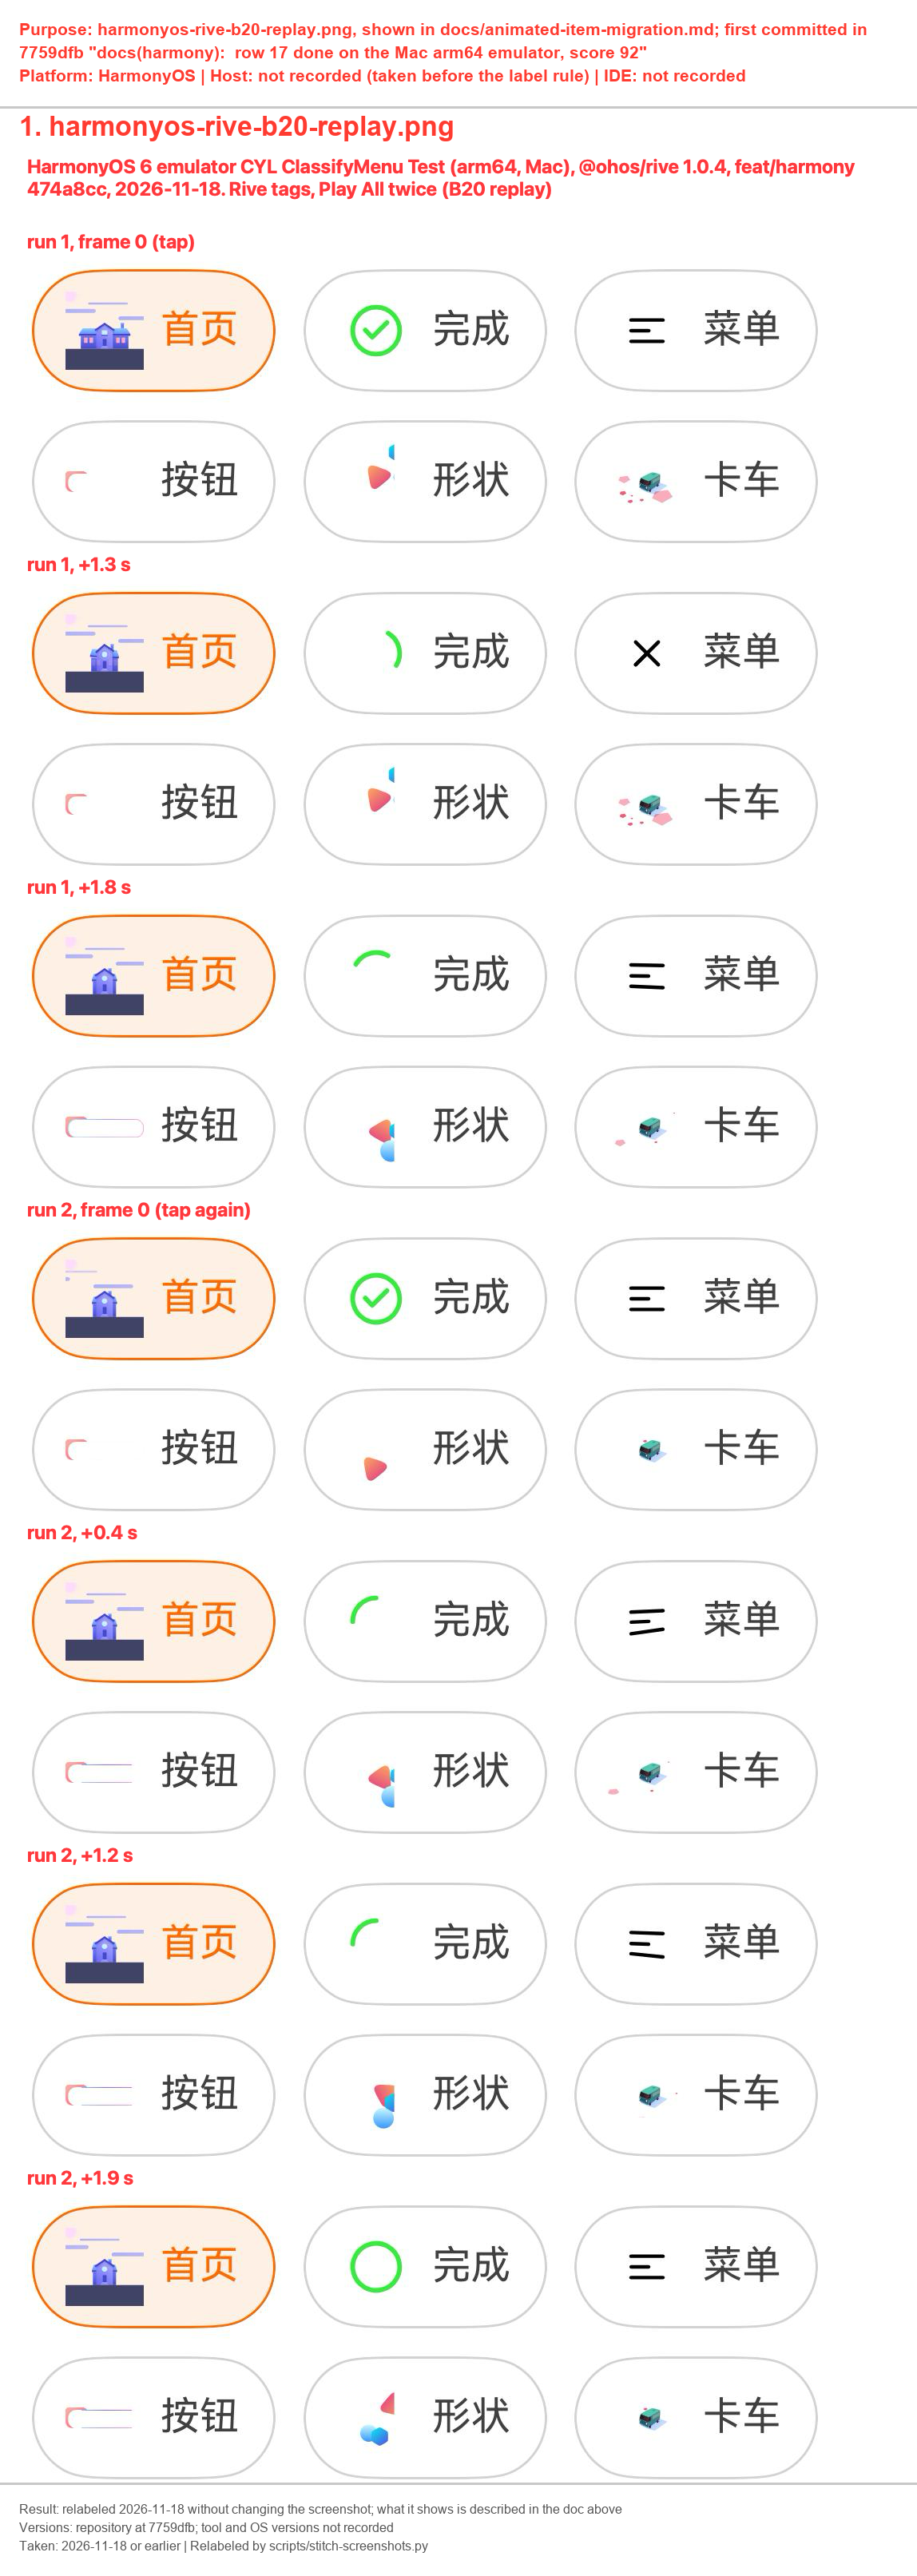 Purpose: harmonyos-rive-b20-replay.png, shown in docs/animated-item-migration.md; first committed in
7759dfb "docs(harmony):  row 17 done on the Mac arm64 emulator, score 92"
Platform: HarmonyOS | Host: not recorded (taken before the label rule) | IDE: not recorded
1. harmonyos-rive-b20-replay.png
HarmonyOS 6 emulator CYL ClassifyMenu Test (arm64, Mac), @ohos/rive 1.0.4, feat/harmony
474a8cc, 2026-11-18. Rive tags, Play All twice (B20 replay)
run 1, frame 0 (tap)
首页 完成 菜单
按钮 形状 卡车
run 1, +1.3 s
首页 完成 菜单
按钮 形状 卡车
run 1, +1.8 s
首页 完成 菜单
按钮 形状 卡车
run 2, frame 0 (tap again)
首页 完成 菜单
按钮 形状 卡车
run 2, +0.4 s
首页 完成 菜单
按钮 形状 卡车
run 2, +1.2 s
首页 完成 菜单
按钮 形状 卡车
run 2, +1.9 s
首页 完成 菜单
按钮 形状 卡车
Result: relabeled 2026-11-18 without changing the screenshot; what it shows is described in the doc above
Versions: repository at 7759dfb; tool and OS versions not recorded
Taken: 2026-11-18 or earlier | Relabeled by scripts/stitch-screenshots.py